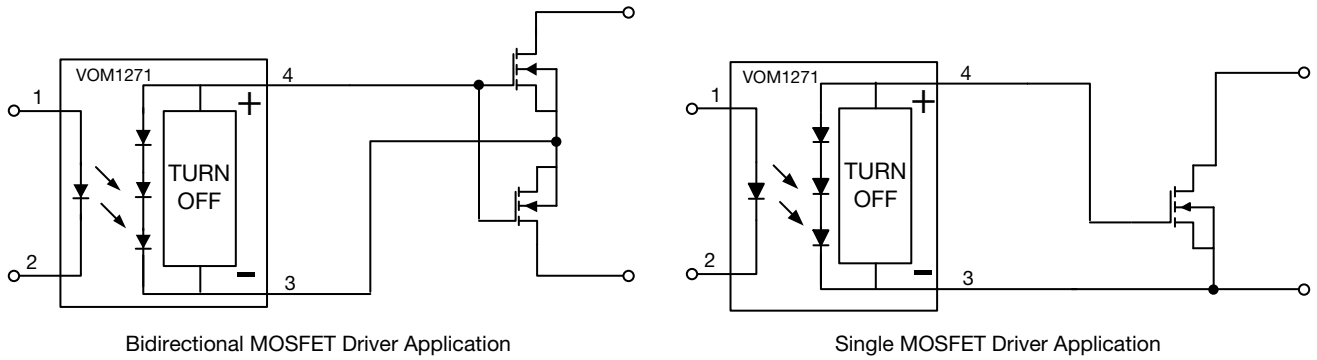 VOM1271
1
2
4
3
+
TURN
OFF
-
Bidirectional MOSFET Driver Application
VOM1271
1
2
4
3
+
TURN
OFF
-
Single MOSFET Driver Application